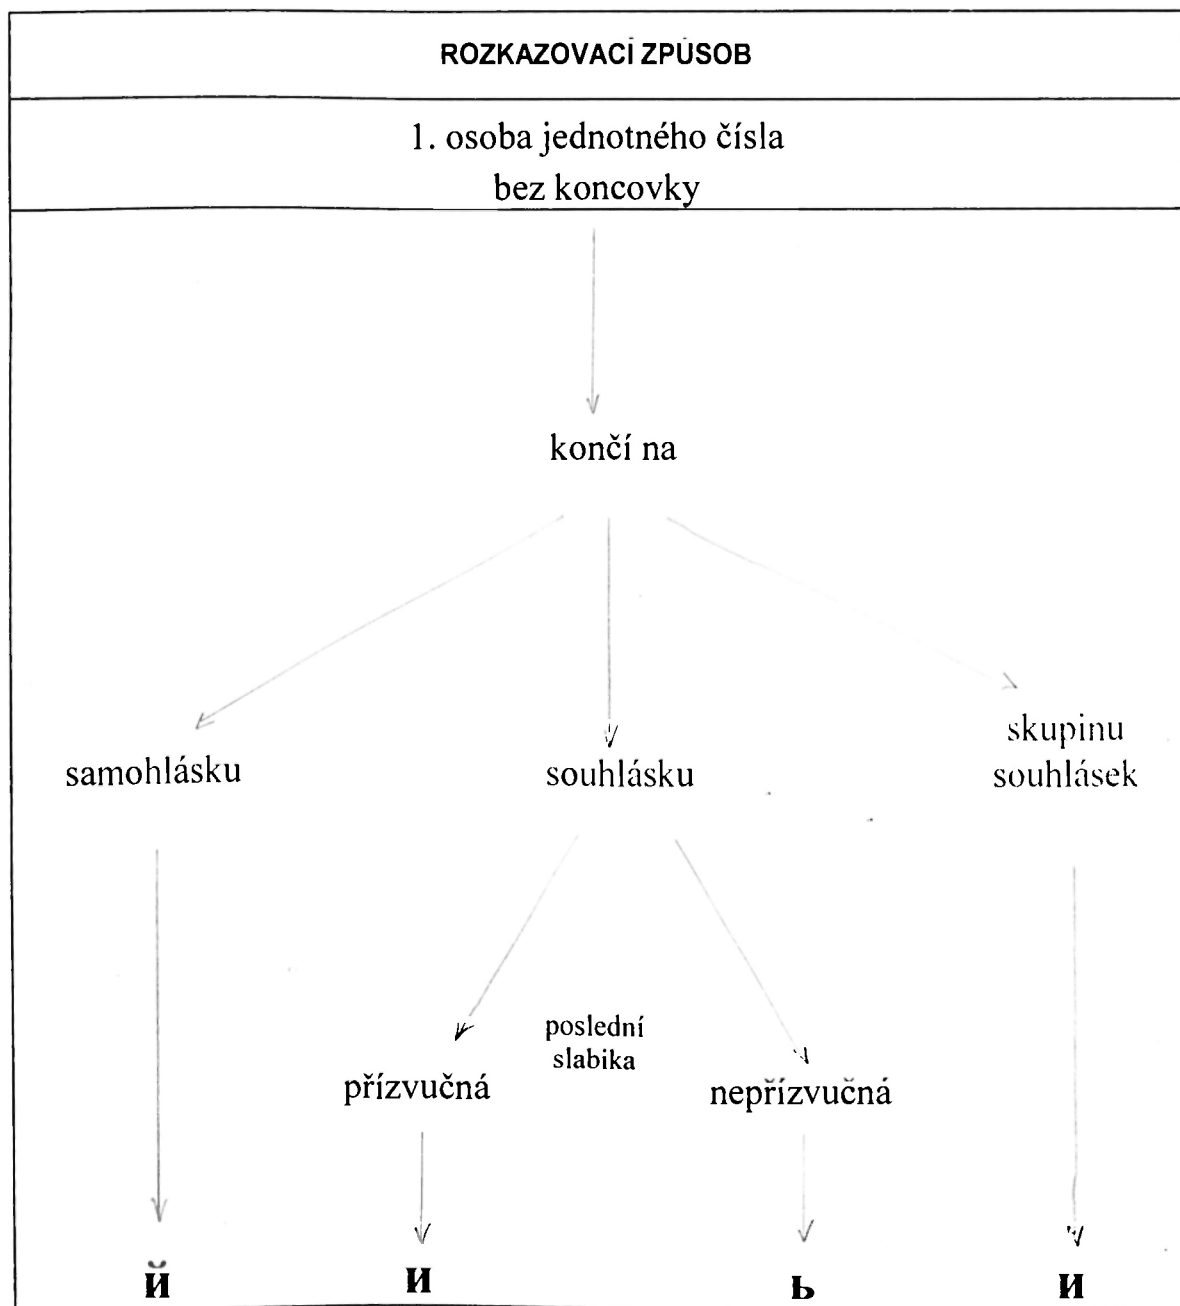 ROZKAZOVACÍ ZPŮSOB
1. osoba jednotného čísla
bez koncovky
končí na
samohlásku
souhlásku
skupinu
souhlásek
poslední
slabika
přízvučná
nepřízvučná
й
и
ь
и